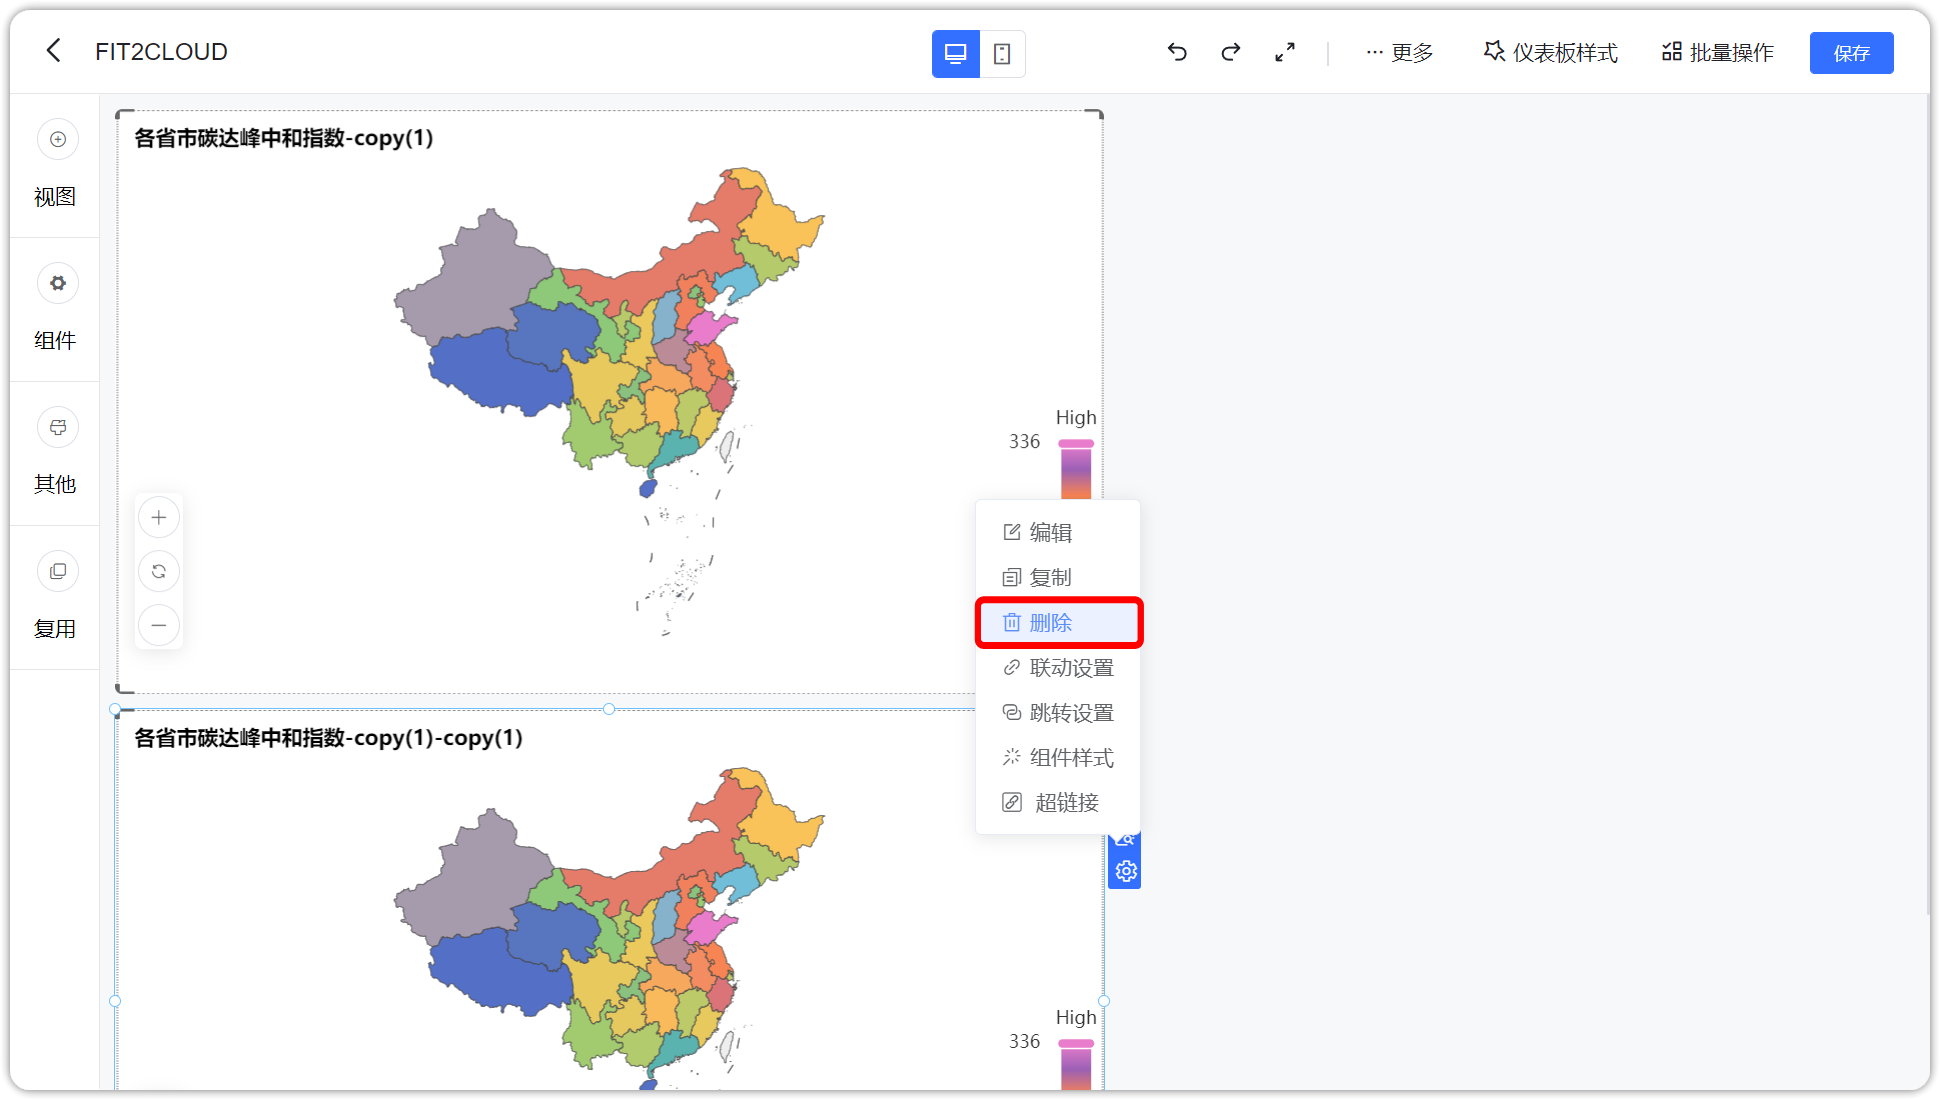 FIT2CLOUD
更多
仪表板样式
批量操作
保存
视图
组件
其他
复用
各省市碳达峰中和指数-copy(1)
High
336
编辑
复制
删除
联动设置
跳转设置
组件样式
超链接
各省市碳达峰中和指数-copy(1)-copy(1)
High
336